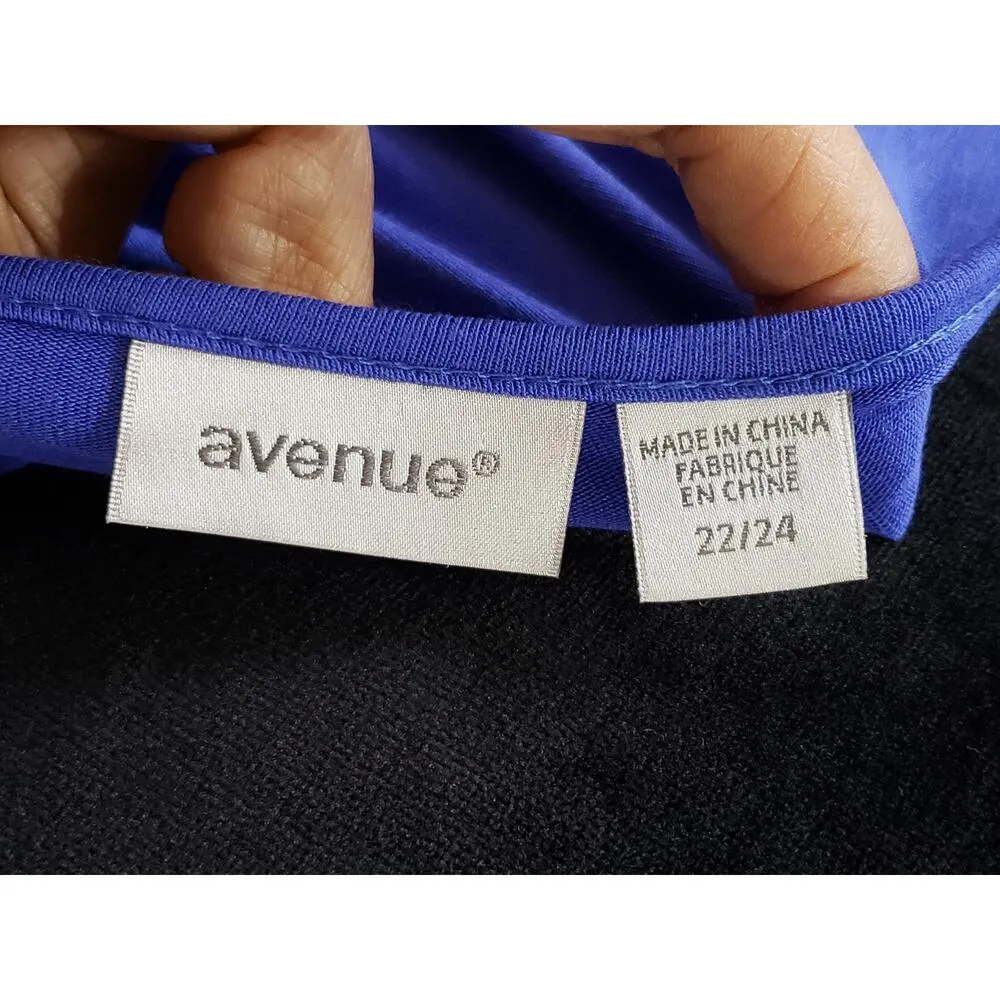 avenue®
MADE IN CHINA
FABRIQUE
EN CHINE
22/24